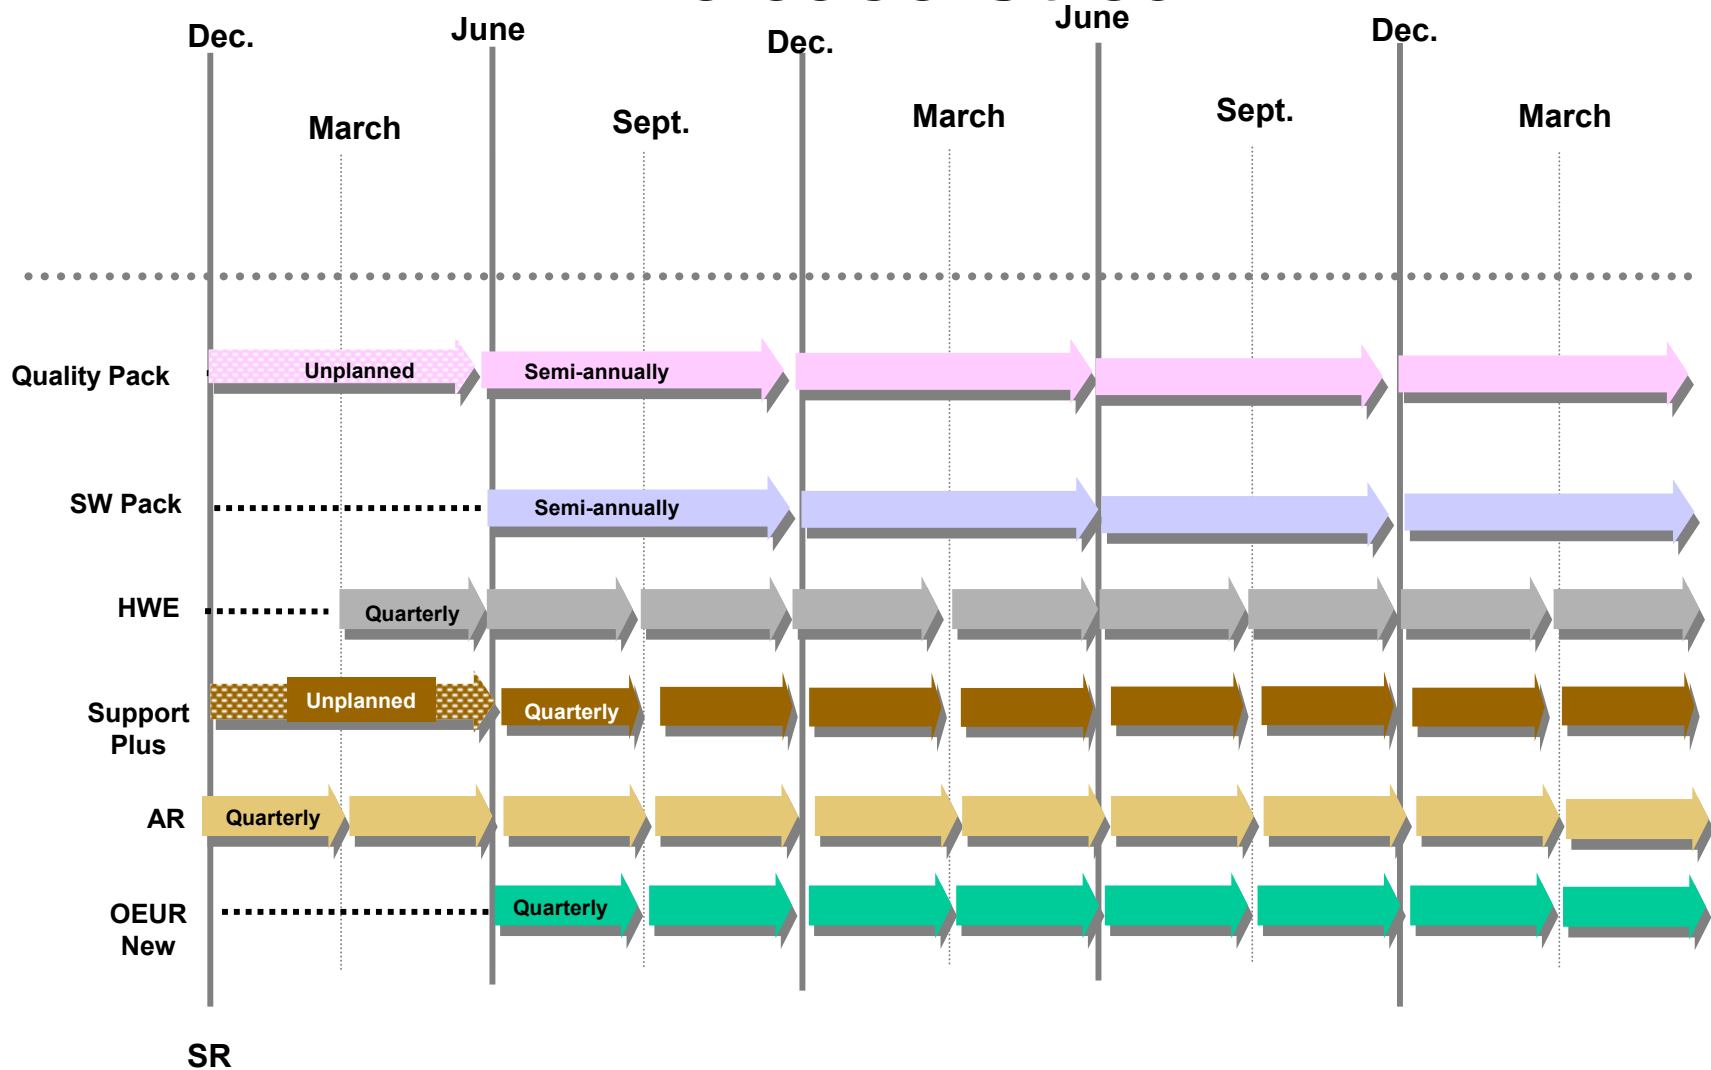 Dec.
June
Dec.
June
Dec.
March
Sept.
March
Sept.
March
Quality Pack
Unplanned
Semi-annually
SW Pack
Semi-annually
HWE
Quarterly
Support
Plus
Unplanned
Quarterly
AR
Quarterly
OEUR
New
Quarterly
SR